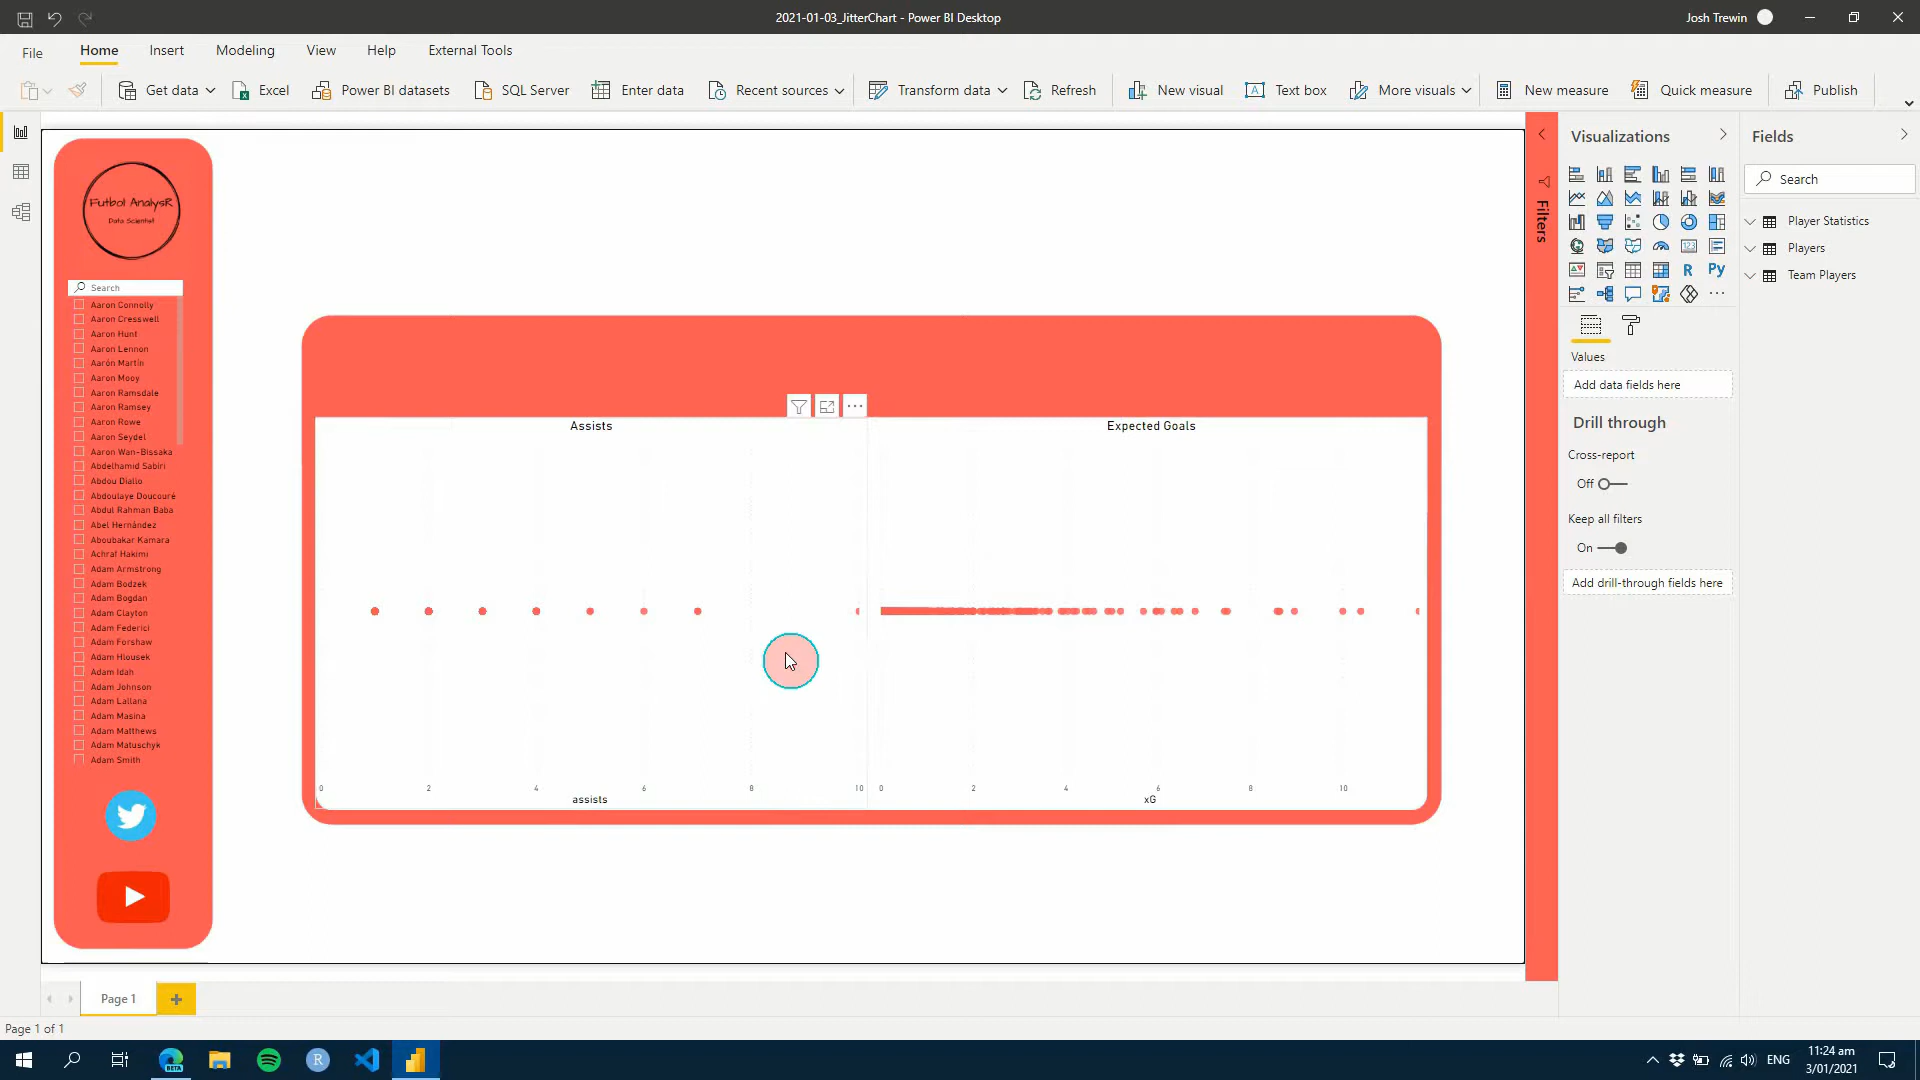 2021-01-03_JitterChart - Power BI Desktop
Josh Trewin
File
Home
Insert
Modeling
View
Help
External Tools
Get data
Excel
Power BI datasets
SQL Server
Enter data
Recent sources
Transform data
Refresh
New visual
Text box
More visuals
New measure
Quick measure
Publish
Futbol AnalysR
Data Scientist
Search
Aaron Connolly
Aaron Cresswell
Aaron Hunt
Aaron Lennon
Aarón Martín
Aaron Mooy
Aaron Ramsdale
Aaron Ramsey
Aaron Rowe
Aaron Seydel
Aaron Wan-Bissaka
Abdelhamid Sabiri
Abdou Diallo
Abdoulaye Doucouré
Abdul Rahman Baba
Abel Hernández
Aboubakar Kamara
Achraf Hakimi
Adam Armstrong
Adam Bodzek
Adam Bogdan
Adam Clayton
Adam Federici
Adam Forshaw
Adam Hlousek
Adam Idah
Adam Johnson
Adam Lallana
Adam Masina
Adam Matthews
Adam Matuschyk
Adam Smith
Assists
0 2 4 6 8 10
assists
Expected Goals
0 2 4 6 8 10
xG
Filters
Visualizations
123
R
Py
Values
Add data fields here
Drill through
Cross-report
Off
Keep all filters
On
Add drill-through fields here
Fields
Search
Player Statistics
Players
Team Players
Page 1
Page 1 of 1
BETA
R
ENG
11:24 am
3/01/2021